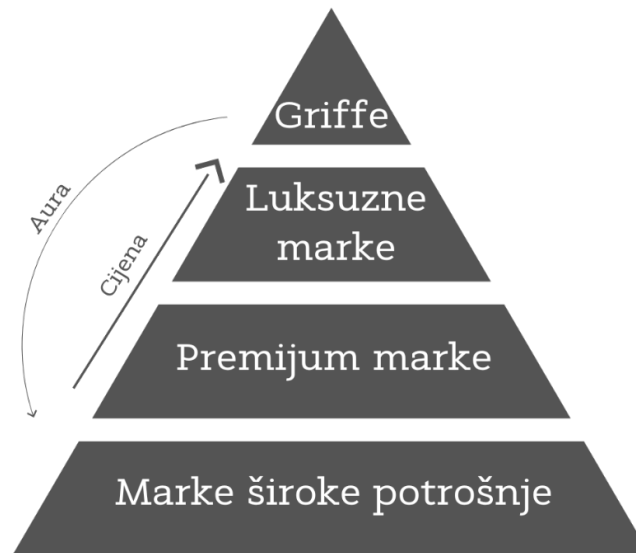 Griffe
Aura
Luksuzne
marke
Cijena
Premijum marke
Marke široke potrošnje